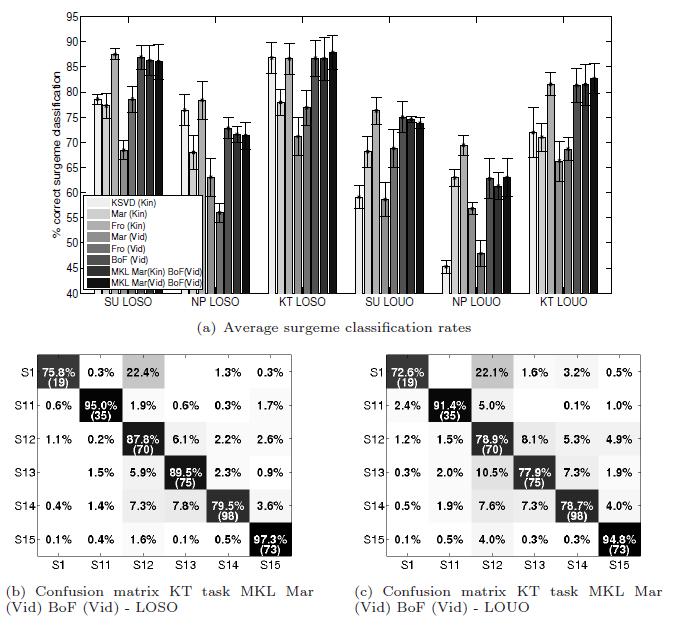 95
90
85
80
75
70
65
60
55
50
45
40
% correct surgeme classification
KSVD (Kin)
Mar (Kin)
Fro (Kin)
Mar (Vid)
Fro (Vid)
BoF (Vid)
MKL Mar(Kin) BoF(Vid)
MKL Mar(Vid) BoF(Vid)
SU LOSO NP LOSO KT LOSO SU LOUO NP LOUO KT LOUO
(a) Average surgeme classification rates
S1 75.8% 0.3% 22.4% 1.3% 0.3%
(19)
S11 0.6% 95.0% 1.9% 0.6% 0.3% 1.7%
(35)
S12 1.1% 0.2% 87.8% 6.1% 2.2% 2.6%
(70)
S13 1.5% 5.9% 89.5% 2.3% 0.9%
(75)
S14 0.4% 1.4% 7.3% 7.8% 79.5% 3.6%
(98)
S15 0.1% 0.4% 1.6% 0.1% 0.5% 97.3%
(73)
S1 S11 S12 S13 S14 S15
(b) Confusion matrix KT task MKL Mar
(Vid) BoF (Vid) - LOSO
S1 72.6% 22.1% 1.6% 3.2% 0.5%
(19)
S11 2.4% 91.4% 5.0% 0.1% 1.0%
(35)
S12 1.2% 1.5% 78.9% 8.1% 5.3% 4.9%
(70)
S13 0.3% 2.0% 10.5% 77.9% 7.3% 1.9%
(75)
S14 0.5% 1.9% 7.6% 7.3% 78.7% 4.0%
(98)
S15 0.1% 0.5% 4.0% 0.3% 0.3% 94.8%
(73)
S1 S11 S12 S13 S14 S15
(c) Confusion matrix KT task MKL Mar
(Vid) BoF (Vid) - LOUO